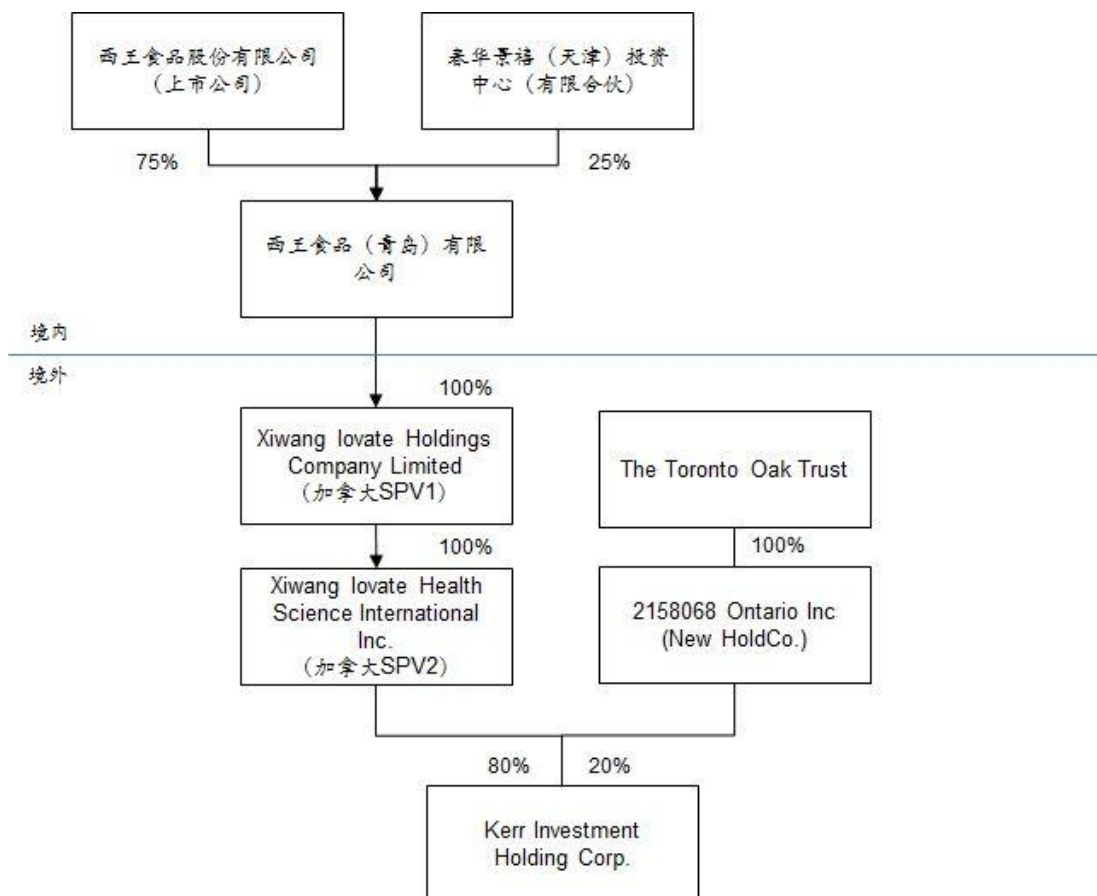 西王食品股份有限公司
（上市公司）
春华景禧（天津）投资
中心（有限合伙）
75%
25%
西王食品（青岛）有限
公司
境内
境外
100%
Xiwang Iovate Holdings
Company Limited
（加拿大SPV1）
The Toronto Oak Trust
100%
100%
Xiwang Iovate Health
Science International
Inc.
（加拿大SPV2）
2158068 Ontario Inc
(New HoldCo.)
80%
20%
Kerr Investment
Holding Corp.